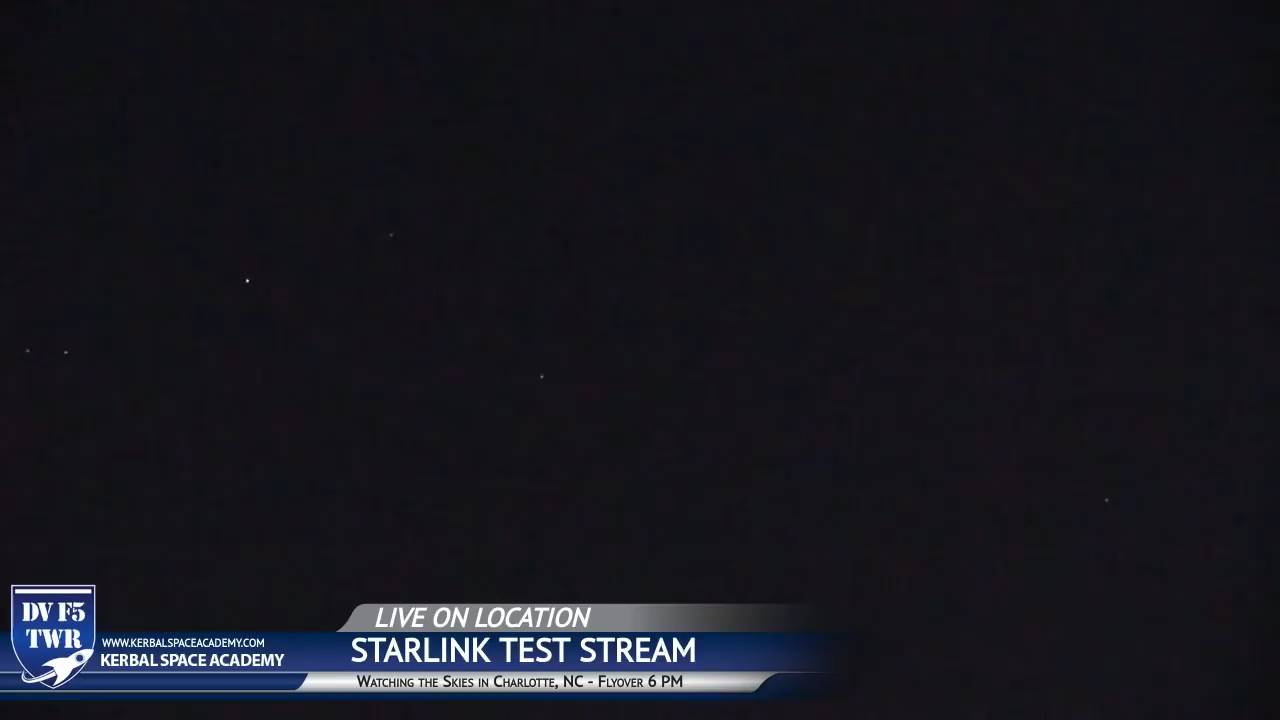 LIVE ON LOCATION
DV F5
TWR
WWW.KERBALSPACEACADEMY.COM
KERBAL SPACE ACADEMY
STARLINK TEST STREAM
WATCHING THE SKIES IN CHARLOTTE, NC - FLYOVER 6 PM